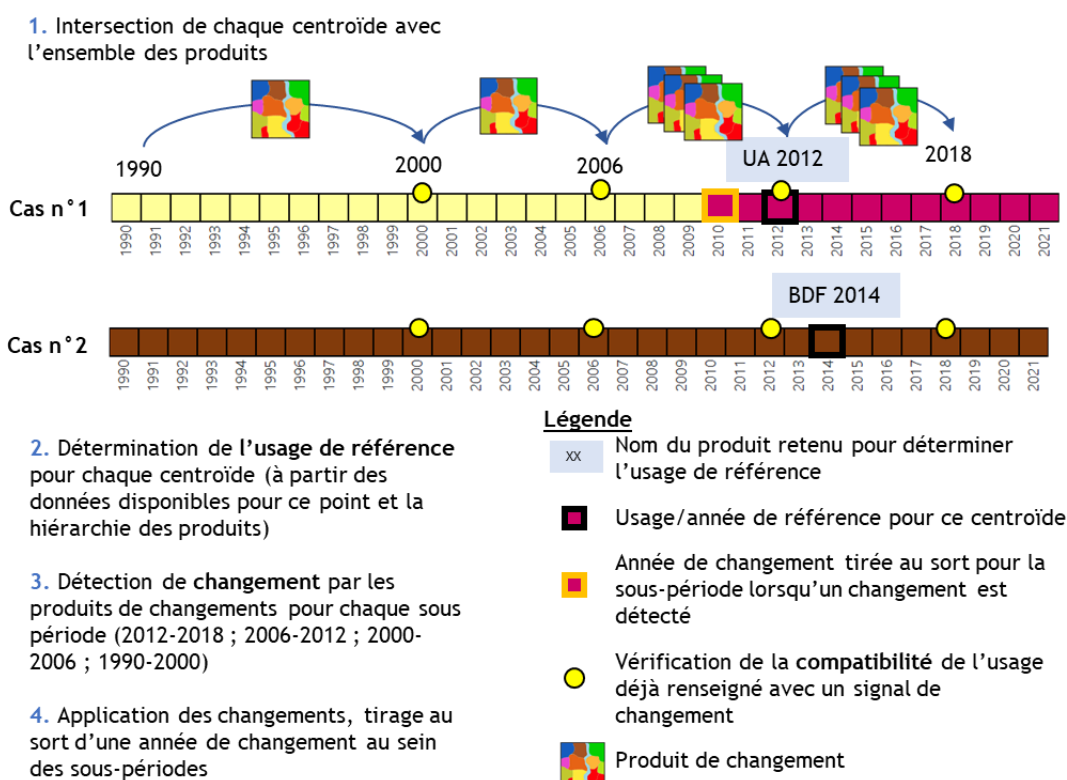 1. Intersection de chaque centroïde avec
l'ensemble des produits
1990
2000
2006
UA 2012
2018
Cas n°1
1990 1991 1992 1993 1994 1995 1996 1997 1998 1999 2000 2001 2002 2003 2004 2005 2006 2007 2008 2009 2010 2011 2012 2013 2014 2015 2016 2017 2018 2019 2020 2021
BDF 2014
Cas n°2
1990 1991 1992 1993 1994 1995 1996 1997 1998 1999 2000 2001 2002 2003 2004 2005 2006 2007 2008 2009 2010 2011 2012 2013 2014 2015 2016 2017 2018 2019 2020 2021
2. Détermination de l'usage de référence
pour chaque centroïde (à partir des
données disponibles pour ce point et la
hiérarchie des produits)
3. Détection de changement par les
produits de changements pour chaque sous
période (2012-2018 ; 2006-2012 ; 2000-
2006 ; 1990-2000)
4. Application des changements, tirage au
sort d'une année de changement au sein
des sous-périodes
Légende
XX
Nom du produit retenu pour déterminer
l'usage de référence
Usage/année de référence pour ce centroïde
Année de changement tirée au sort pour la
sous-période lorsqu'un changement est
détecté
Vérification de la compatibilité de l'usage
déjà renseigné avec un signal de
changement
Produit de changement